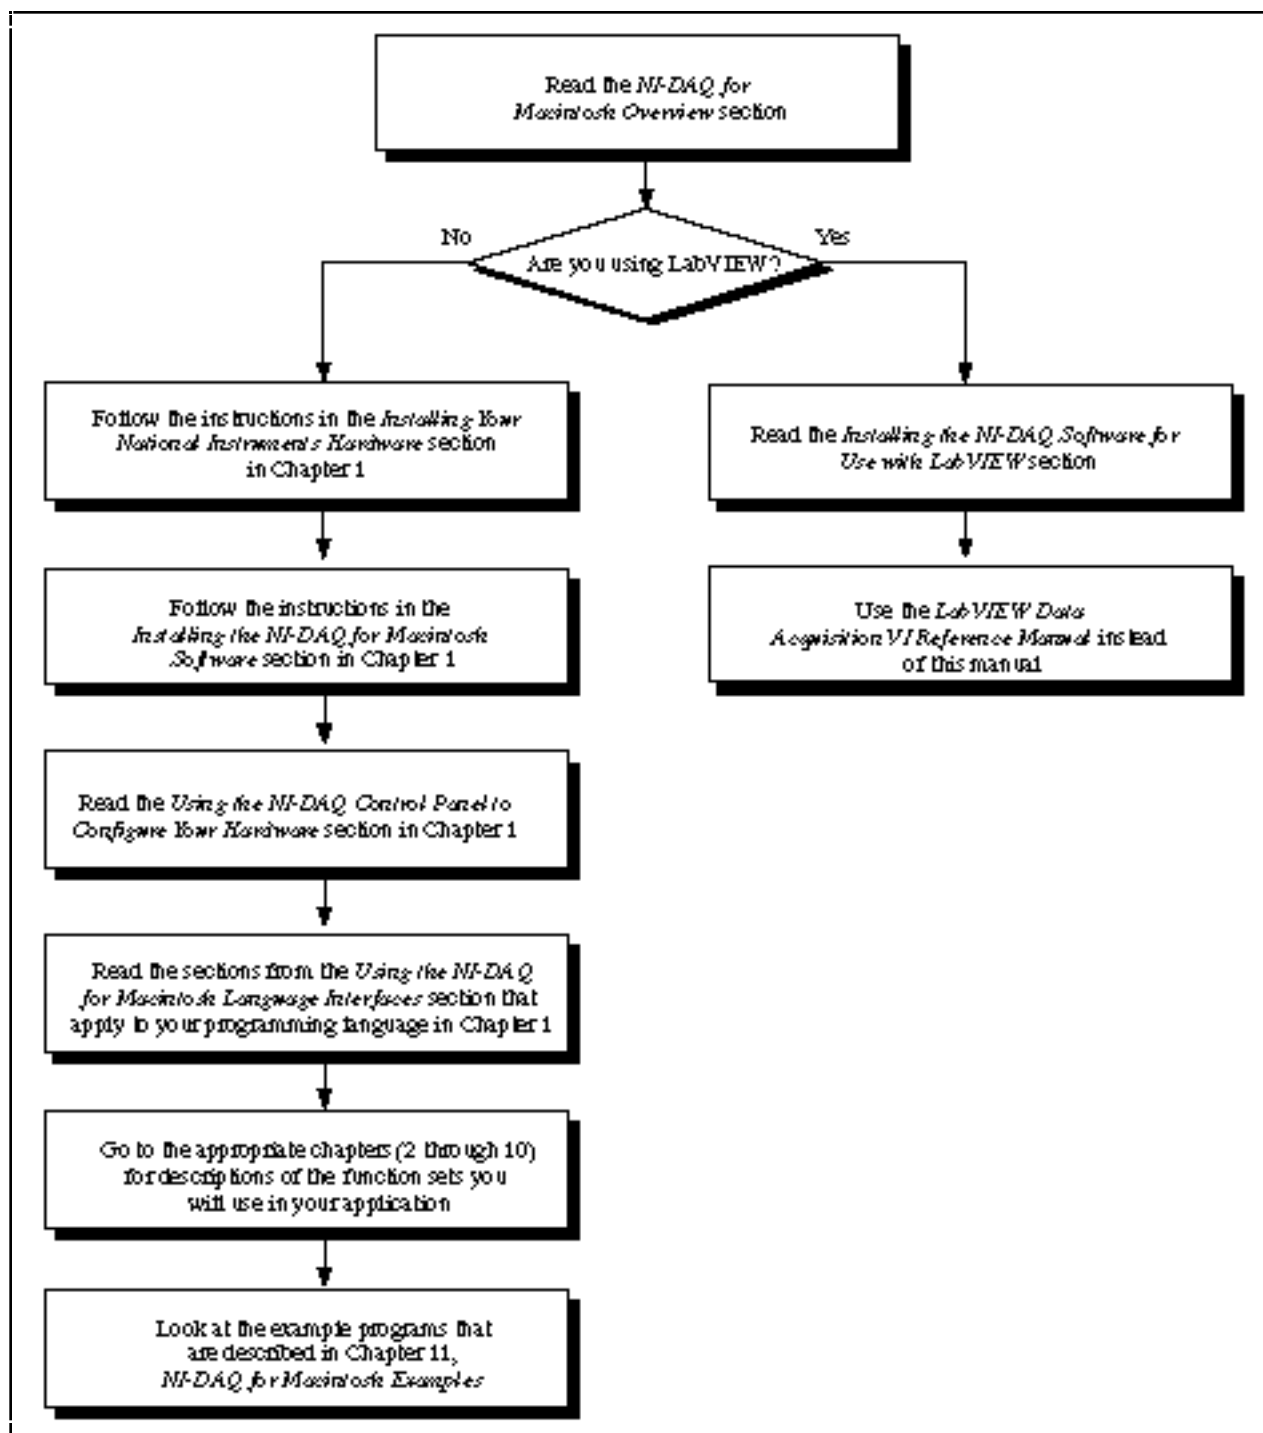 Read the NI-DAQ for
Macintosh Overview section
No
Yes
Are you using LabVIEW?
Follow the instructions in the Installing Your
National Instruments Hardware section
in Chapter 1
Follow the instructions in the
Installing the NI-DAQ for Macintosh
Software section in Chapter 1
Read the Using the NI-DAQ Control Panel to
Configure Your Hardware section in Chapter 1
Read the sections from the Using the NI-DAQ
for Macintosh Language Interfaces section that
apply to your programming language in Chapter 1
Go to the appropriate chapters (2 through 10)
for descriptions of the function sets you
will use in your application
Look at the example programs that
are described in Chapter 11,
NI-DAQ for Macintosh Examples
Read the Installing the NI-DAQ Software for
Use with LabVIEW section
Use the LabVIEW Data
Acquisition VI Reference Manual instead
of this manual